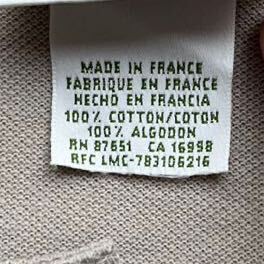 MADE IN FRANCE
FABRIQUE EN FRANCE
HECHO EN FRANCIA
100% COTTON/COTON
100% ALGODON
RN 87651 CA 16998
RFC LMC-783106216